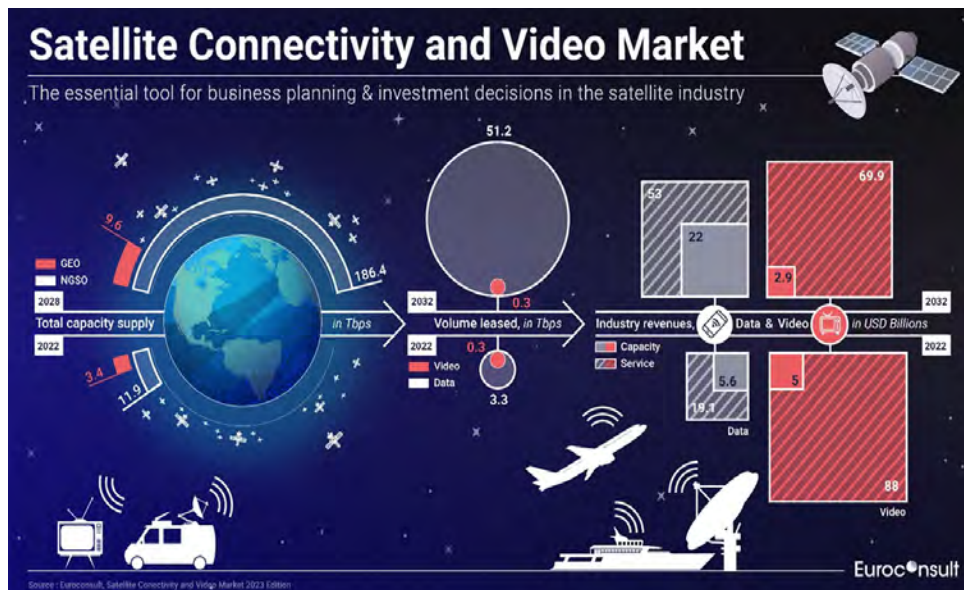 Satellite Connectivity and Video Market
The essential tool for business planning & investment decisions in the satellite industry
51.2
9.6
GEO
NGSO
186.4
53
22
69.9
2.9
2028
2032
0.3
2032
Total capacity supply
in Tbps
Volume leased, in Tbps
Industry revenues,
Data & Video
in USD Billions
2022
2022
0.3
2022
Capacity
Service
3.4
11.9
Video
Data
3.3
5.6
19.1
Data
5
88
Video
Source : Euroconsult, Satellite Conectivity and Video Market 2023 Edition
Euroconsult